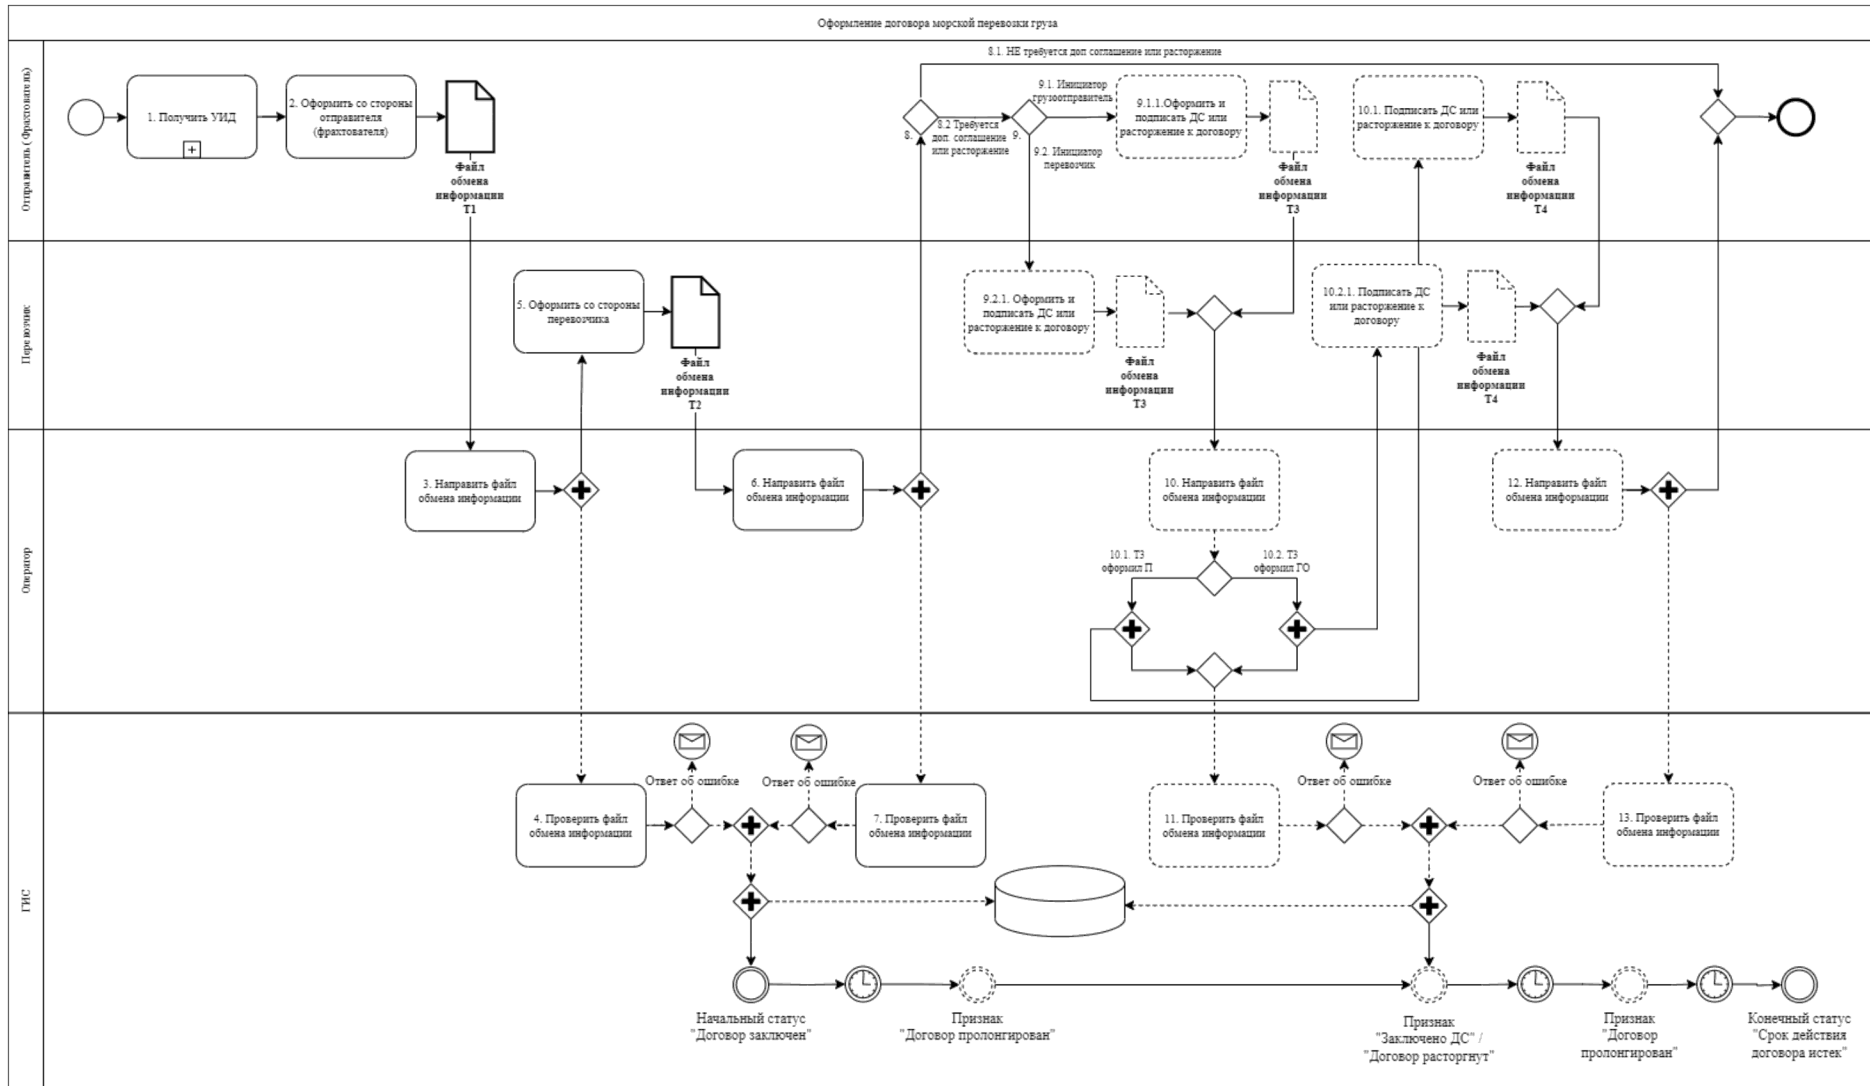 Оформление договора морской перевозки груза
Отправитель (Фрахтователь)
8.1. НЕ требуется доп соглашение или расторжение
1. Получить УИД
2. Оформить со стороны
отправителя
(фрахтователя)
Файл
обмена
информации
Т1
8.
8.2 Требуется
доп. соглашение
или расторжение
9.
9.1. Инициатор
грузоотправитель
9.2. Инициатор
перевозчик
9.1.1.Оформить и
подписать ДС или
расторжение к договору
Файл
обмена
информации
Т3
10.1. Подписать ДС или
расторжение к договору
Файл
обмена
информации
Т4
Перевозчик
5. Оформить со стороны
перевозчика
Файл
обмена
информации
Т2
9.2.1. Оформить и
подписать ДС или
расторжение к договору
Файл
обмена
информации
Т3
10.2.1. Подписать ДС
или расторжение к
договору
Файл
обмена
информации
Т4
Оператор
3. Направить файл
обмена информации
6. Направить файл
обмена информации
10. Направить файл
обмена информации
12. Направить файл
обмена информации
10.1. Т3
оформил П
10.2. Т3
оформил ГО
ГИС
Ответ об ошибке
Ответ об ошибке
Ответ об ошибке
Ответ об ошибке
4. Проверить файл
обмена информации
7. Проверить файл
обмена информации
11. Проверить файл
обмена информации
13. Проверить файл
обмена информации
Начальный статус
"Договор заключен"
Признак
"Договор пролонгирован"
Признак
"Заключено ДС" /
"Договор расторгнут"
Признак
"Договор
пролонгирован"
Конечный статус
"Срок действия
договора истек"